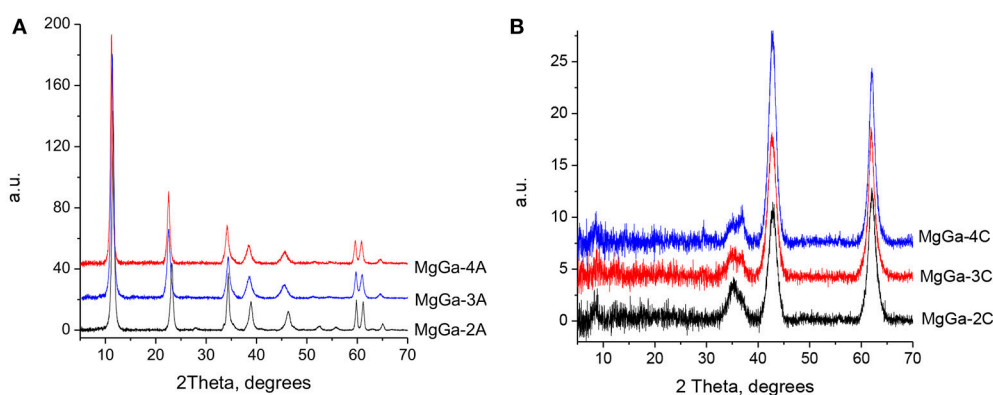 A
200
160
120
80
40
0
a.u.
MgGa-4A
MgGa-3A
MgGa-2A
10 20 30 40 50 60 70
2Theta, degrees
B
25
20
15
10
5
0
a.u.
MgGa-4C
MgGa-3C
MgGa-2C
10 20 30 40 50 60 70
2 Theta, degrees